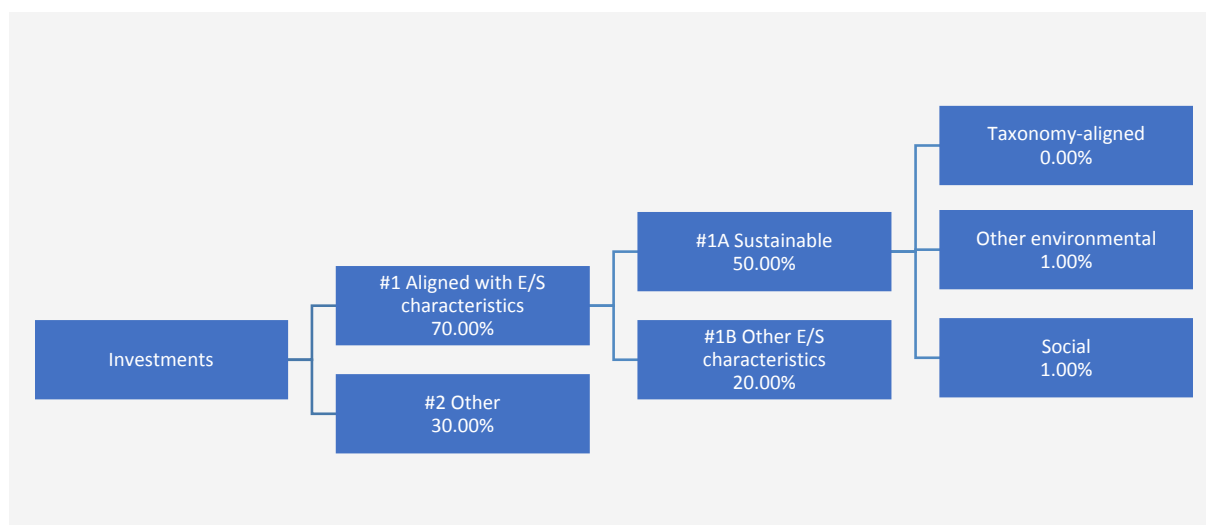 Investments
#1 Aligned with E/S
characteristics
70.00%
#2 Other
30.00%
#1A Sustainable
50.00%
#1B Other E/S
characteristics
20.00%
Taxonomy-aligned
0.00%
Other environmental
1.00%
Social
1.00%